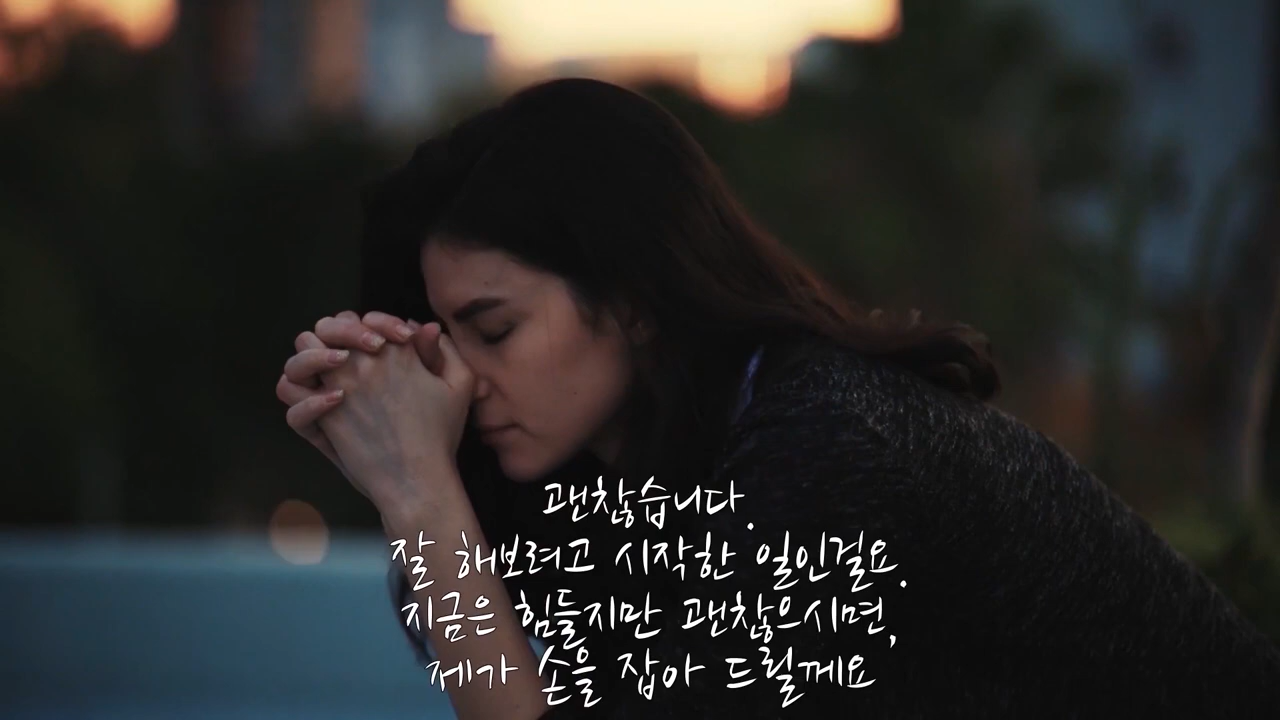 괜찮습니다.
잘 해보려고 시작한 일인걸요.
지금은 힘들지만 괜찮으시면,
제가 손을 잡아 드릴께요